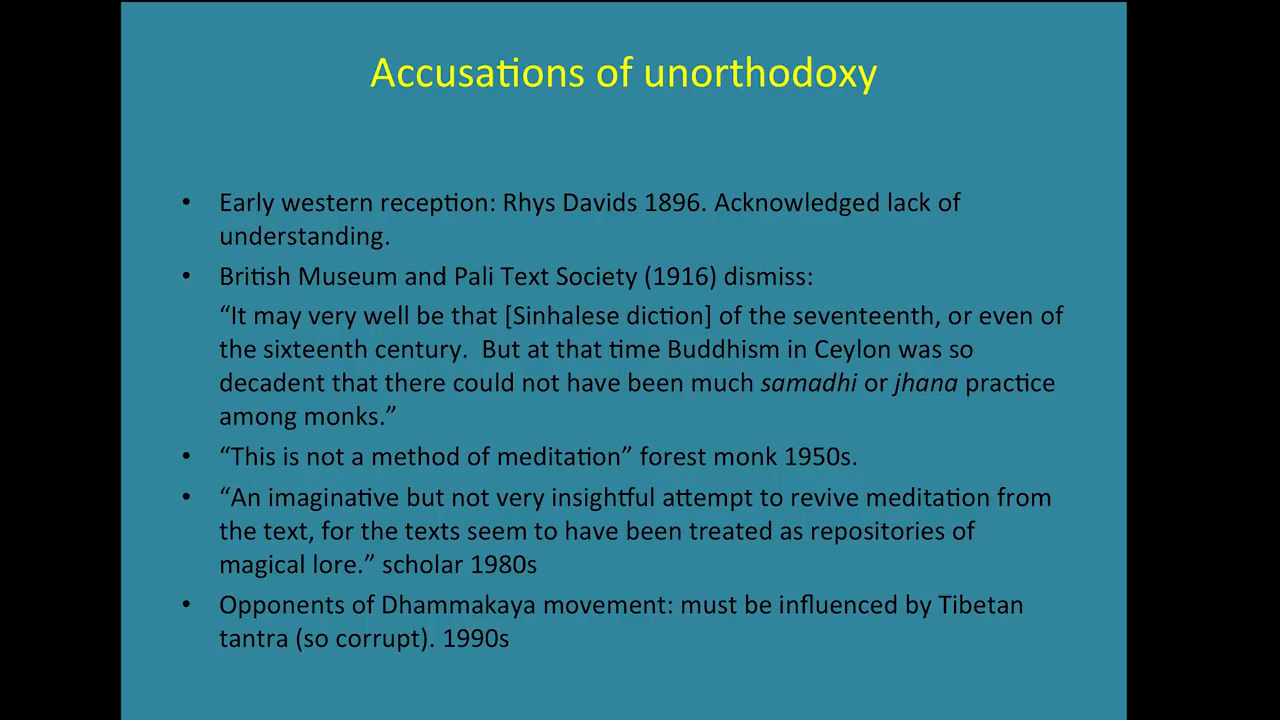 Accusations of unorthodoxy
• Early western reception: Rhys Davids 1896. Acknowledged lack of
understanding.
• British Museum and Pali Text Society (1916) dismiss:
“It may very well be that [Sinhalese diction] of the seventeenth, or even of
the sixteenth century.  But at that time Buddhism in Ceylon was so
decadent that there could not have been much samadhi or jhana practice
among monks.”
• “This is not a method of meditation” forest monk 1950s.
• “An imaginative but not very insightful attempt to revive meditation from
the text, for the texts seem to have been treated as repositories of
magical lore.” scholar 1980s
• Opponents of Dhammakaya movement: must be influenced by Tibetan
tantra (so corrupt). 1990s